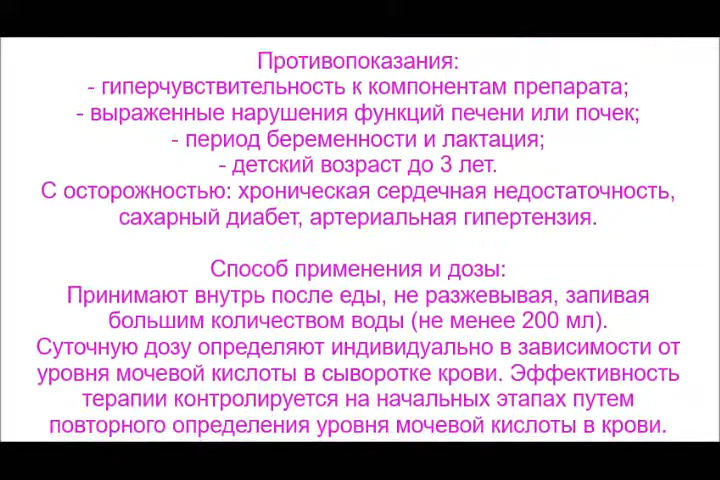 Противопоказания:
- гиперчувствительность к компонентам препарата;
- выраженные нарушения функций печени или почек;
- период беременности и лактация;
- детский возраст до 3 лет.
С осторожностью: хроническая сердечная недостаточность,
сахарный диабет, артериальная гипертензия.
Способ применения и дозы:
Принимают внутрь после еды, не разжевывая, запивая
большим количеством воды (не менее 200 мл).
Суточную дозу определяют индивидуально в зависимости от
уровня мочевой кислоты в сыворотке крови. Эффективность
терапии контролируется на начальных этапах путем
повторного определения уровня мочевой кислоты в крови.